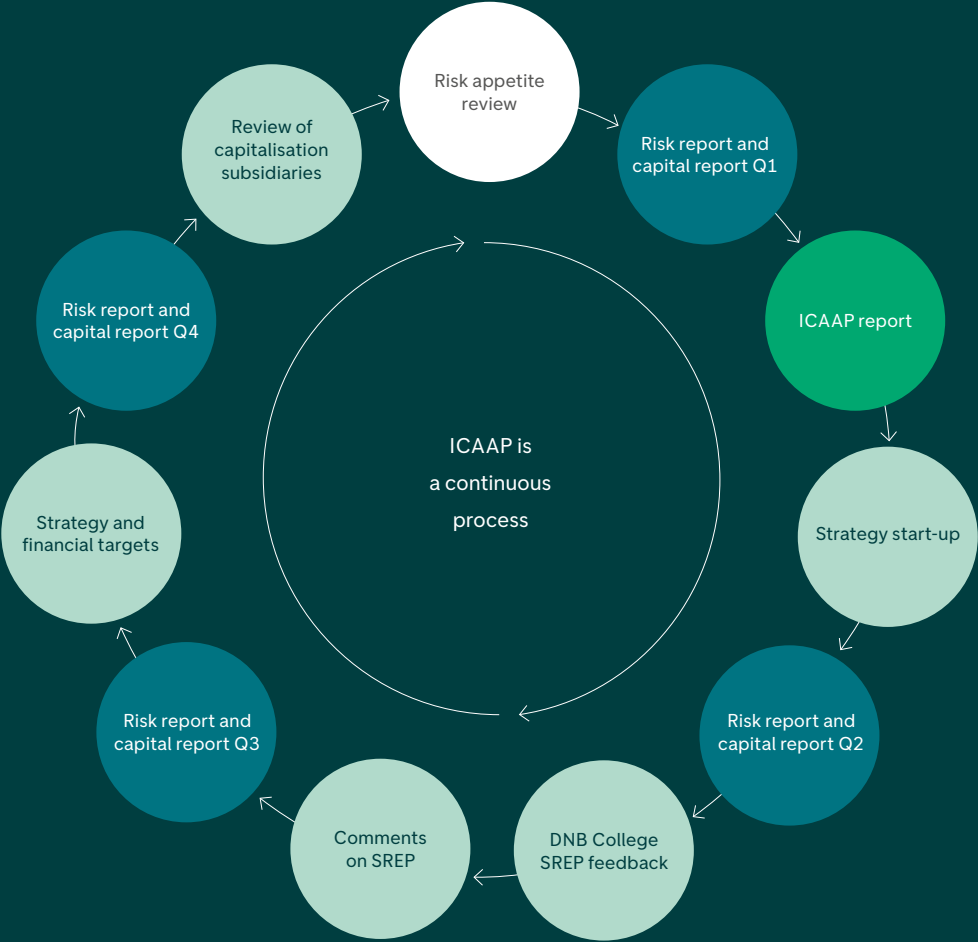 Risk appetite
review
Risk report and
capital report Q1
ICAAP report
Strategy start-up
Risk report and
capital report Q2
DNB College
SREP feedback
Comments
on SREP
Risk report and
capital report Q3
Strategy and
financial targets
Risk report and
capital report Q4
Review of
capitalisation
subsidiaries
ICAAP is
a continuous
process